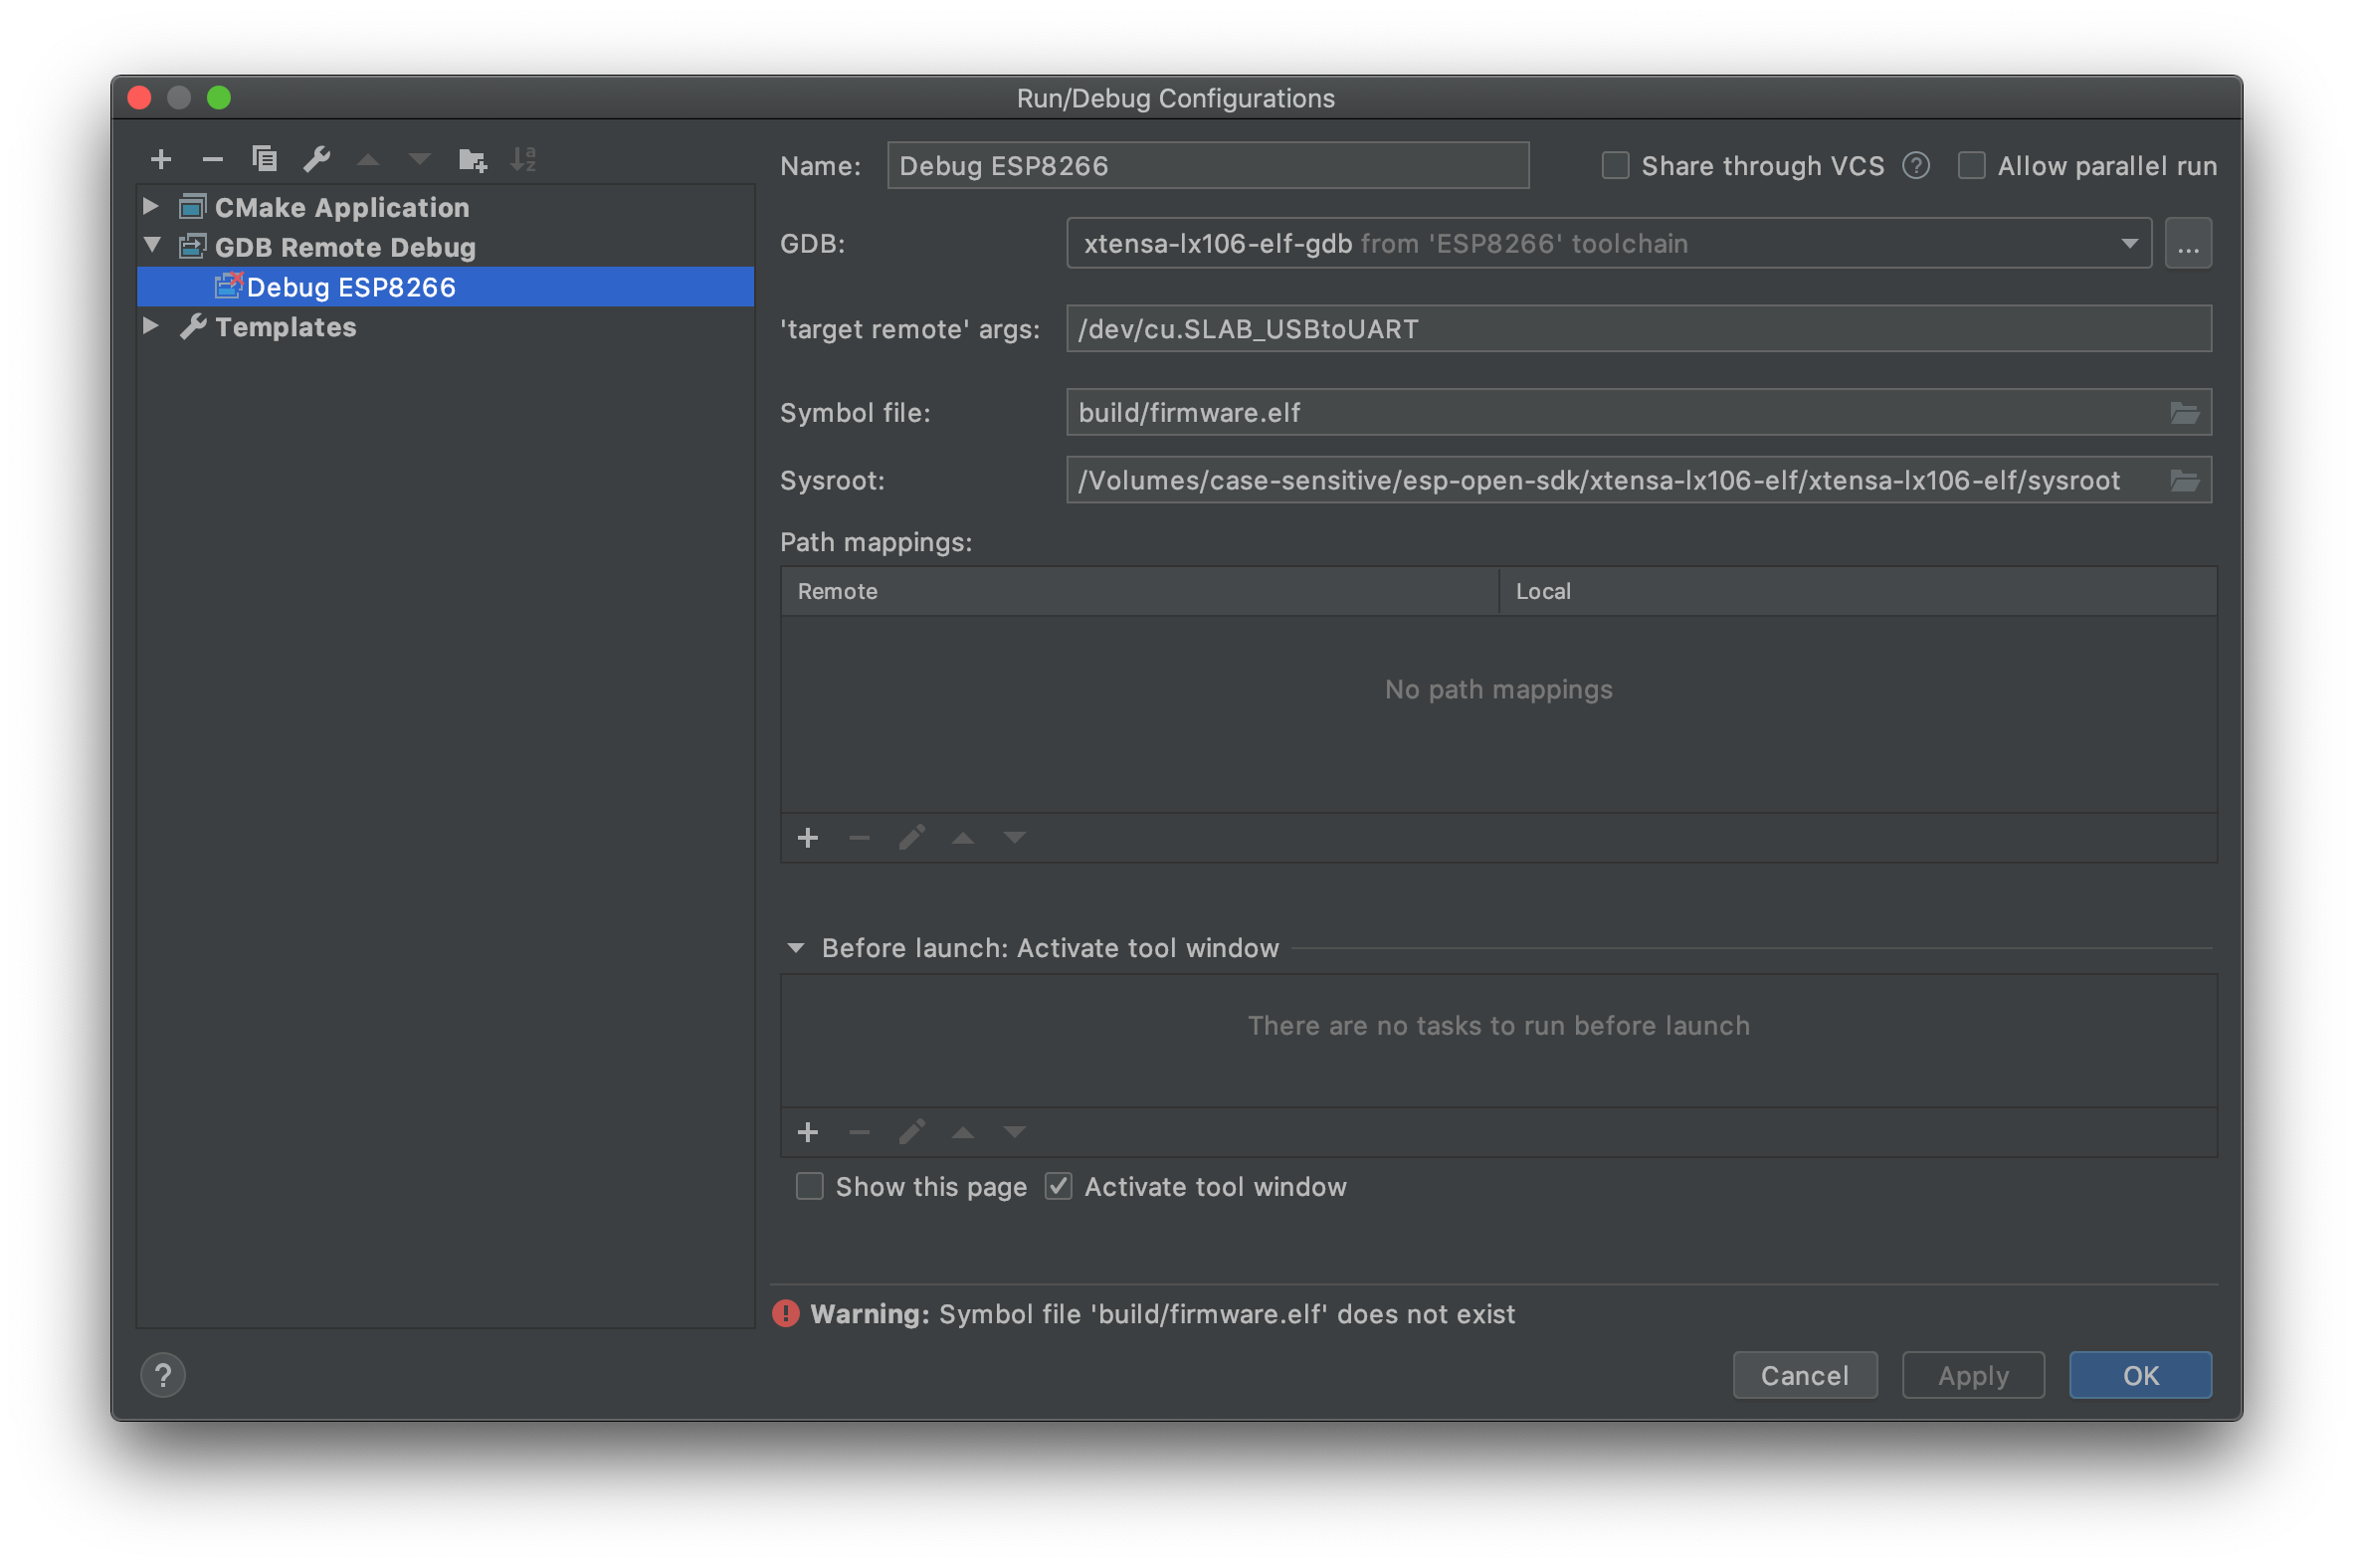 Run/Debug Configurations
CMake Application
GDB Remote Debug
Debug ESP8266
Templates
Name: Debug ESP8266 Share through VCS ? Allow parallel run
GDB: xtensa-lx106-elf-gdb from 'ESP8266' toolchain ...
'target remote' args: /dev/cu.SLAB_USBtoUART
Symbol file: build/firmware.elf
Sysroot: /Volumes/case-sensitive/esp-open-sdk/xtensa-lx106-elf/xtensa-lx106-elf/sysroot
Path mappings:
Remote Local
No path mappings
Before launch: Activate tool window
There are no tasks to run before launch
Show this page Activate tool window
Warning: Symbol file 'build/firmware.elf' does not exist
? Cancel Apply OK